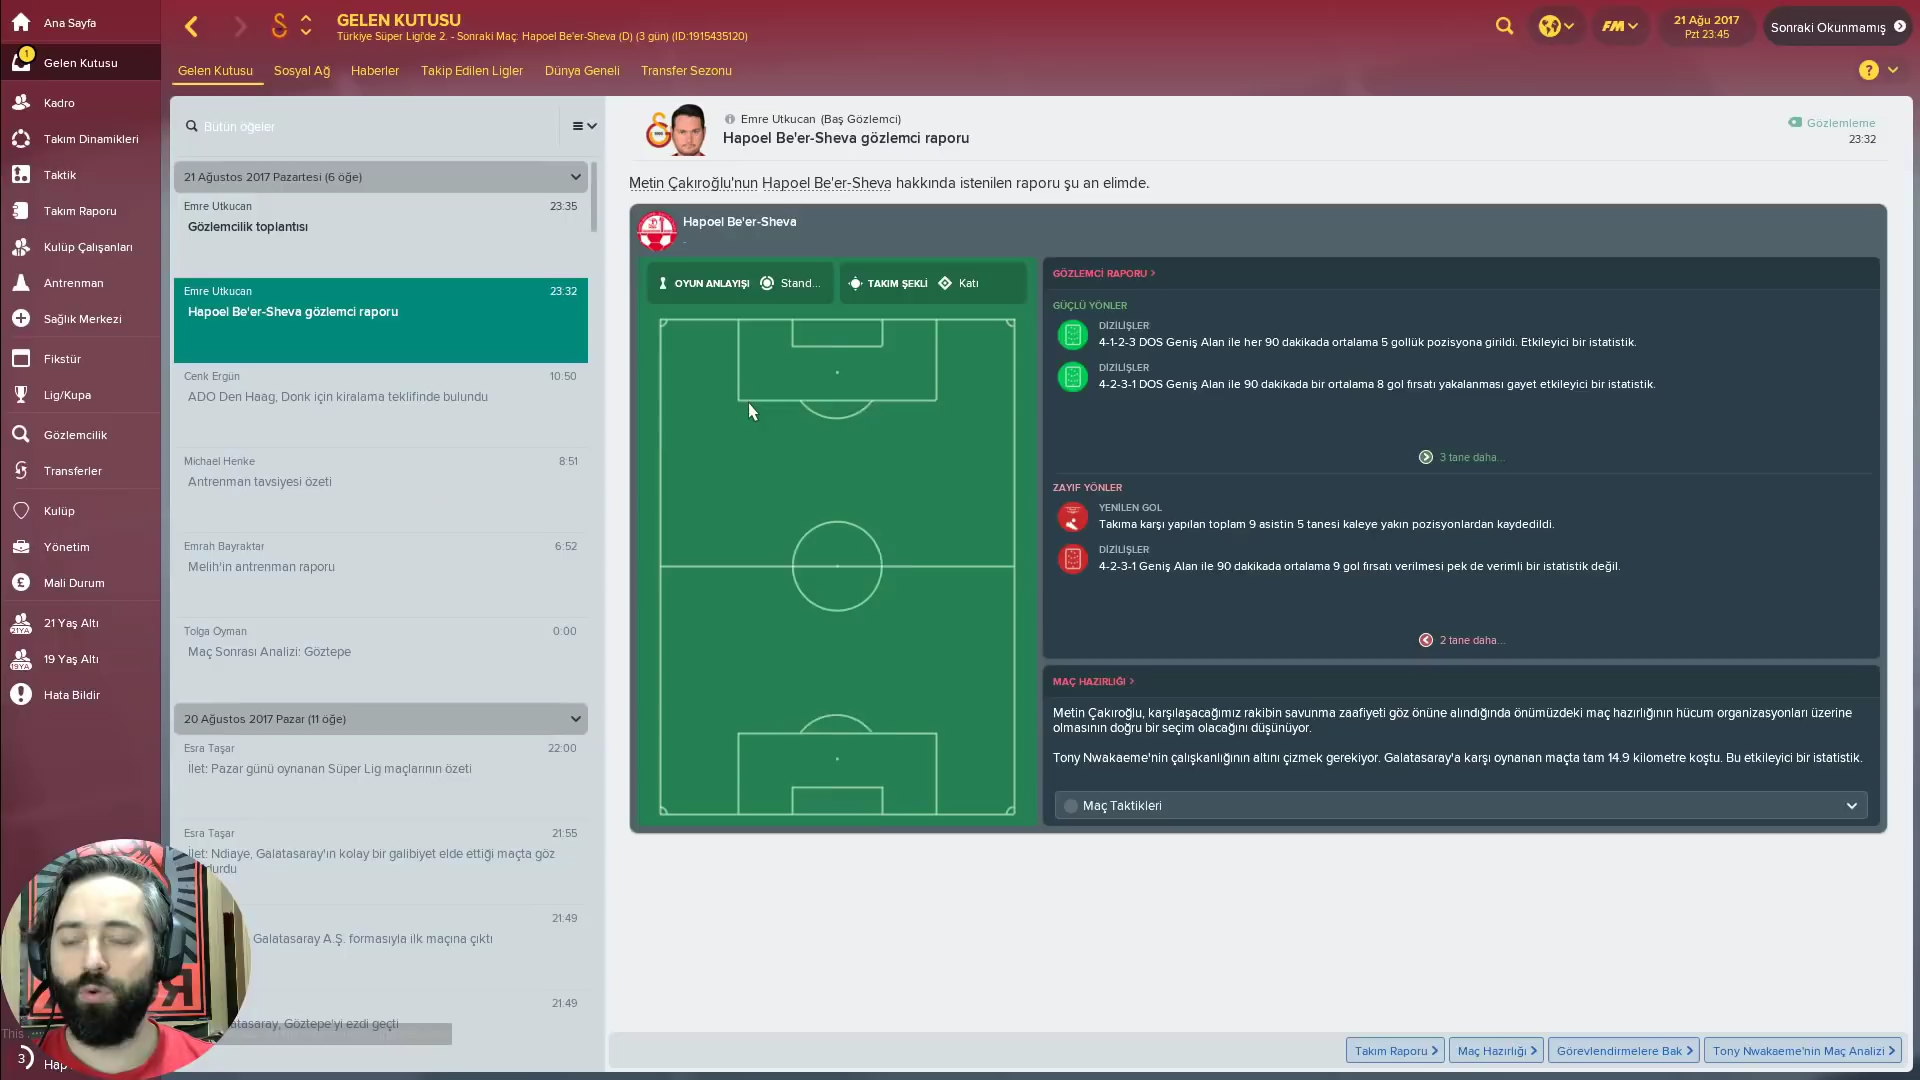 Ana Sayfa
1
Gelen Kutusu
Kadro
Takım Dinamikleri
Taktik
Takım Raporu
Kulüp Çalışanları
Antrenman
Sağlık Merkezi
Fikstür
Lig/Kupa
Gözlemcilik
Transferler
Kulüp
Yönetim
Mali Durum
21YA
21 Yaş Altı
19YA
19 Yaş Altı
Hata Bildir
This
3
GELEN KUTUSU
Türkiye Süper Ligi'de 2. - Sonraki Maç: Hapoel Be'er-Sheva (D) (3 gün) (ID:1915435120)
FM
21 Ağu 2017
Pzt 23:45
Sonraki Okunmamış
Gelen Kutusu
Sosyal Ağ
Haberler
Takip Edilen Ligler
Dünya Geneli
Transfer Sezonu
?
Bütün öğeler
21 Ağustos 2017 Pazartesi (6 öğe)
Emre Utkucan 23:35
Gözlemcilik toplantısı
Emre Utkucan 23:32
Hapoel Be'er-Sheva gözlemci raporu
Cenk Ergün 10:50
ADO Den Haag, Donk için kiralama teklifinde bulundu
Michael Henke 8:51
Antrenman tavsiyesi özeti
Emrah Bayraktar 6:52
Melih'in antrenman raporu
Tolga Öyman 0:00
Maç Sonrası Analizi: Göztepe
20 Ağustos 2017 Pazar (11 öğe)
Esra Taşar 22:00
İlet: Pazar günü oynanan Süper Lig maçlarının özeti
Esra Taşar 21:55
İlet: Ndiaye, Galatasaray'ın kolay bir galibiyet elde ettiği maçta göz
21:49
Galatasaray A.Ş. formasıyla ilk maçına çıktı
21:49
Göztepe'yi ezdi geçti
Emre Utkucan (Baş Gözlemci)
Hapoel Be'er-Sheva gözlemci raporu
Gözlemleme
23:32
Metin Çakıroğlu'nun Hapoel Be'er-Sheva hakkında istenilen raporu şu an elimde.
Hapoel Be'er-Sheva
-
OYUN ANLAYIŞI Stand...
TAKIM ŞEKLİ Katı
GÖZLEMCİ RAPORU >
GÜÇLÜ YÖNLER
DİZİLİŞLER
4-1-2-3 DOS Geniş Alan ile her 90 dakikada ortalama 5 gollük pozisyona girildi. Etkileyici bir istatistik.
DİZİLİŞLER
4-2-3-1 DOS Geniş Alan ile 90 dakikada bir ortalama 8 gol fırsatı yakalanması gayet etkileyici bir istatistik.
3 tane daha...
ZAYIF YÖNLER
YENİLEN GOL
Takıma karşı yapılan toplam 9 asistin 5 tanesi kaleye yakın pozisyonlardan kaydedildi.
DİZİLİŞLER
4-2-3-1 Geniş Alan ile 90 dakikada ortalama 9 gol fırsatı verilmesi pek de verimli bir istatistik değil.
2 tane daha...
MAÇ HAZIRLIĞI >
Metin Çakıroğlu, karşılaşacağımız rakibin savunma zaafiyeti göz önüne alındığında önümüzdeki maç hazırlığının hücum organizasyonları üzerine
olmasının doğru bir seçim olacağını düşünüyor.
Tony Nwakaeme'nin çalışkanlığının altını çizmek gerekiyor. Galatasaray'a karşı oynanan maçta tam 14.9 kilometre koştu. Bu etkileyici bir istatistik.
Maç Taktikleri
Takım Raporu >
Maç Hazırlığı >
Görevlendirmelere Bak >
Tony Nwakaeme'nin Maç Analizi >